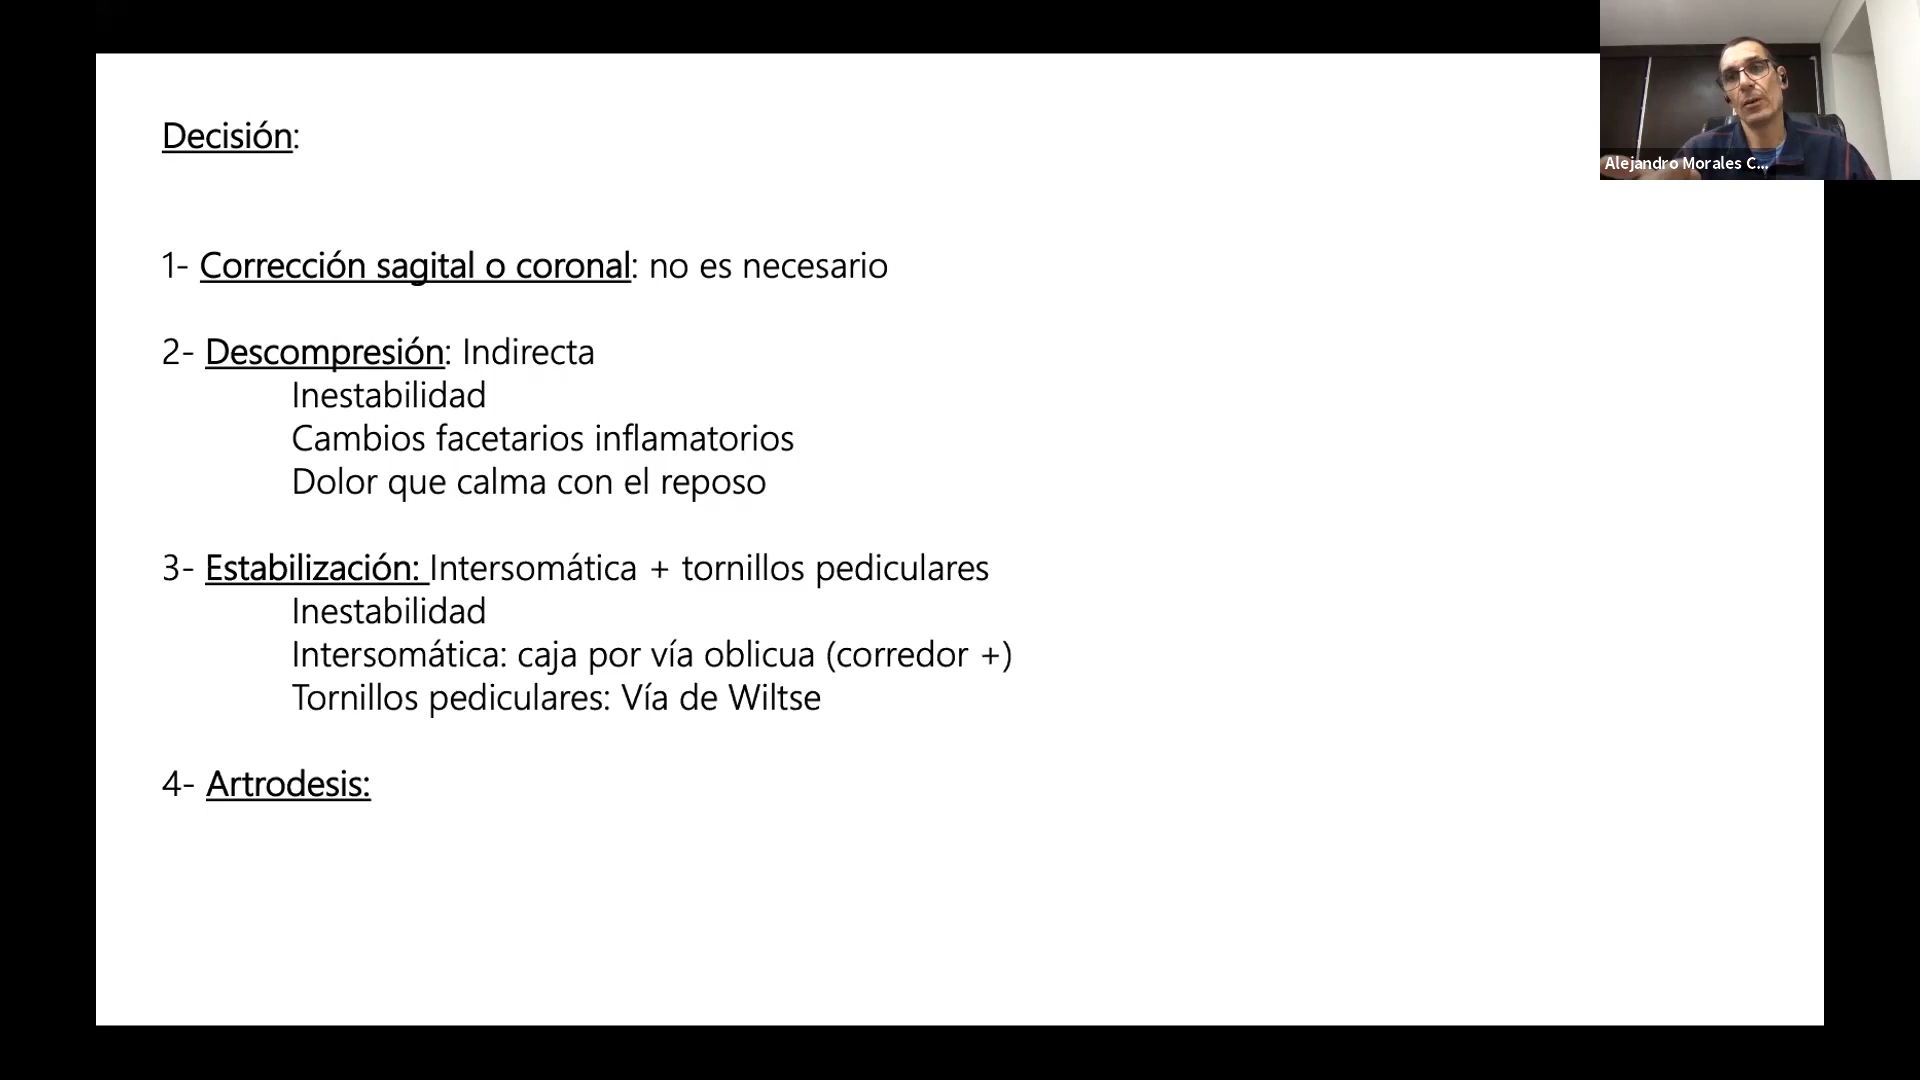 Decisión:
1- Corrección sagital o coronal: no es necesario
2- Descompresión: Indirecta
Inestabilidad
Cambios facetarios inflamatorios
Dolor que calma con el reposo
3- Estabilización: Intersomática + tornillos pediculares
Inestabilidad
Intersomática: caja por vía oblicua (corredor +)
Tornillos pediculares: Vía de Wiltse
4- Artrodesis:
Alejandro Morales C...